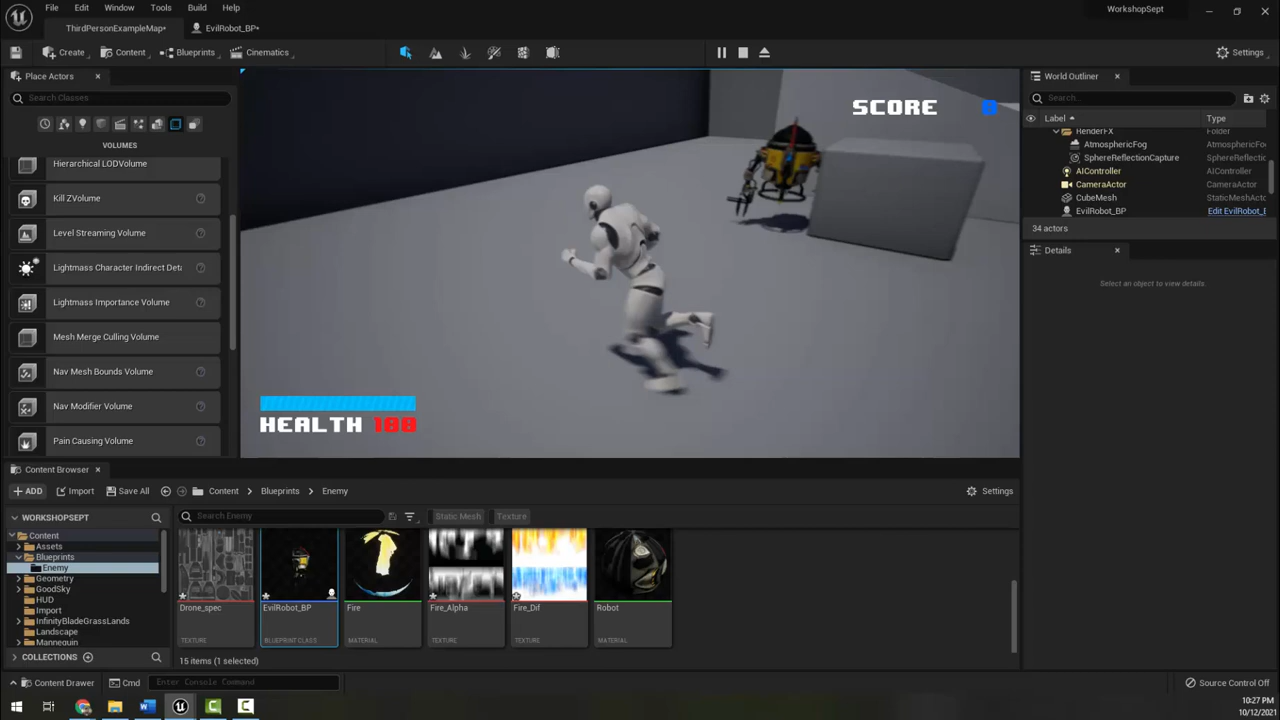 File Edit Window Tools Build Help
WorkshopSept
ThirdPersonExampleMap*
EvilRobot_BP*
Create
Content
Blueprints
Cinematics
Settings
Place Actors
Search Classes
VOLUMES
Hierarchical LODVolume
Kill ZVolume
Level Streaming Volume
Lightmass Character Indirect Deta
Lightmass Importance Volume
Mesh Merge Culling Volume
Nav Mesh Bounds Volume
Nav Modifier Volume
Pain Causing Volume
SCORE 0
HEALTH 100
World Outliner
Search...
Label Type
RenderFX Folder
AtmosphericFog AtmosphericFo
SphereReflectionCapture SphereReflecti
AIController AIController
CameraActor CameraActor
CubeMesh StaticMeshAct
EvilRobot_BP Edit EvilRobot_B
34 actors
Details
Select an object to view details.
Content Browser
ADD Import Save All Content Blueprints Enemy Settings
WORKSHOPSEPT
Search Enemy
Static Mesh Texture
Content
Assets
Blueprints
Enemy
Geometry
GoodSky
HUD
Import
InfinityBladeGrassLands
Landscape
Mannequin
COLLECTIONS
Drone_spec
TEXTURE
EvilRobot_BP
BLUEPRINT CLASS
Fire
MATERIAL
Fire_Alpha
TEXTURE
Fire_Dif
TEXTURE
Robot
MATERIAL
15 items (1 selected)
Content Drawer
Cmd
Enter Console Command
Source Control Off
10:27 PM
10/12/2021